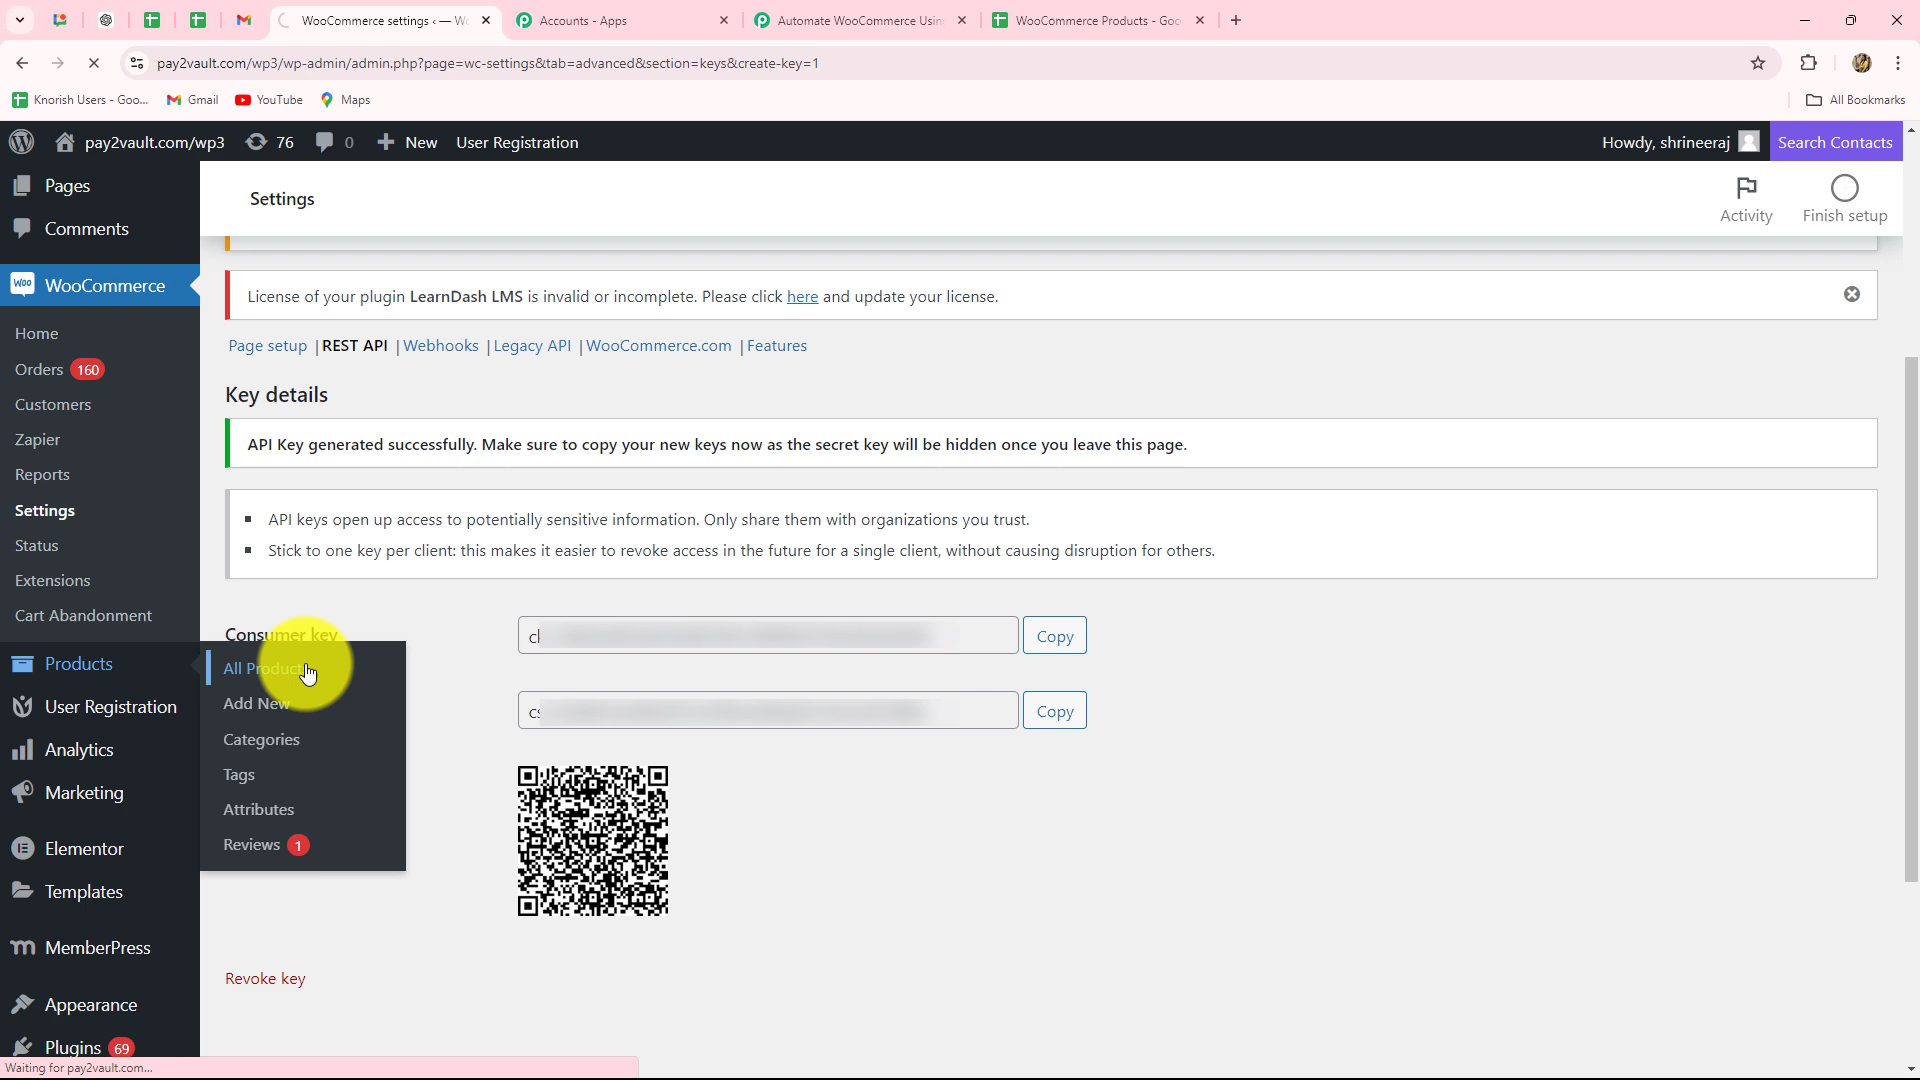 WooCommerce settings ‹ — Wo
Accounts - Apps
Automate WooCommerce Usin
WooCommerce Products - Goo
pay2vault.com/wp3/wp-admin/admin.php?page=wc-settings&tab=advanced&section=keys&create-key=1
Knorish Users - Goo...
Gmail
YouTube
Maps
All Bookmarks
pay2vault.com/wp3
76
0
New
User Registration
Howdy, shrineeraj
Search Contacts
Pages
Comments
WooCommerce
Home
Orders 160
Customers
Zapier
Reports
Settings
Status
Extensions
Cart Abandonment
Products
User Registration
Analytics
Marketing
Elementor
Templates
MemberPress
Appearance
Plugins 69
All Products
Add New
Categories
Tags
Attributes
Reviews 1
Settings
Activity
Finish setup
License of your plugin LearnDash LMS is invalid or incomplete. Please click here and update your license.
Page setup | REST API | Webhooks | Legacy API | WooCommerce.com | Features
Key details
API Key generated successfully. Make sure to copy your new keys now as the secret key will be hidden once you leave this page.
API keys open up access to potentially sensitive information. Only share them with organizations you trust.
Stick to one key per client: this makes it easier to revoke access in the future for a single client, without causing disruption for others.
Consumer key
Copy
Copy
Revoke key
Waiting for pay2vault.com...